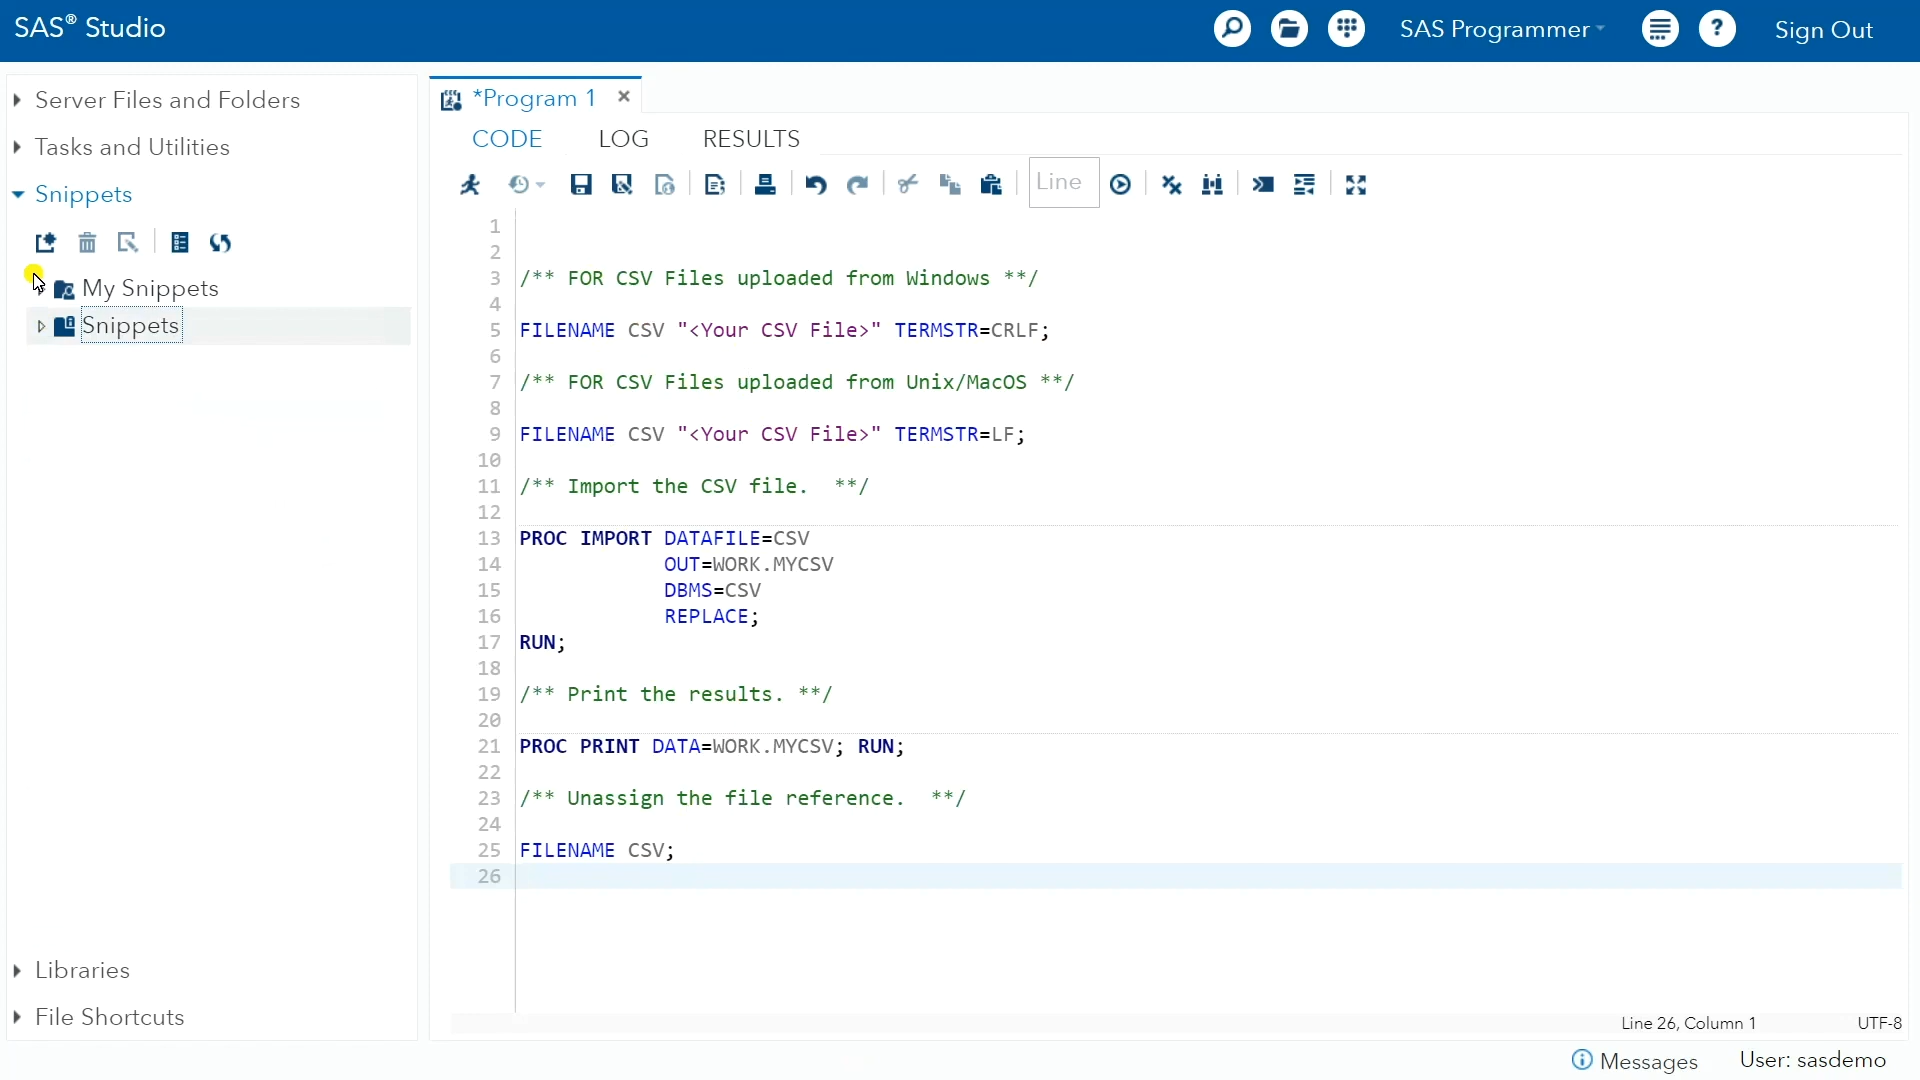 SAS® Studio
SAS Programmer
Sign Out
Server Files and Folders
Tasks and Utilities
Snippets
My Snippets
Snippets
Libraries
File Shortcuts
*Program 1
CODE LOG RESULTS
Line
1
2
3 /** FOR CSV Files uploaded from Windows **/
4
5 FILENAME CSV "<Your CSV File>" TERMSTR=CRLF;
6
7 /** FOR CSV Files uploaded from Unix/MacOS **/
8
9 FILENAME CSV "<Your CSV File>" TERMSTR=LF;
10
11 /** Import the CSV file.  **/
12
13 PROC IMPORT DATAFILE=CSV
14             OUT=WORK.MYCSV
15             DBMS=CSV
16             REPLACE;
17 RUN;
18
19 /** Print the results. **/
20
21 PROC PRINT DATA=WORK.MYCSV; RUN;
22
23 /** Unassign the file reference.  **/
24
25 FILENAME CSV;
26
Line 26, Column 1
UTF-8
Messages
User: sasdemo